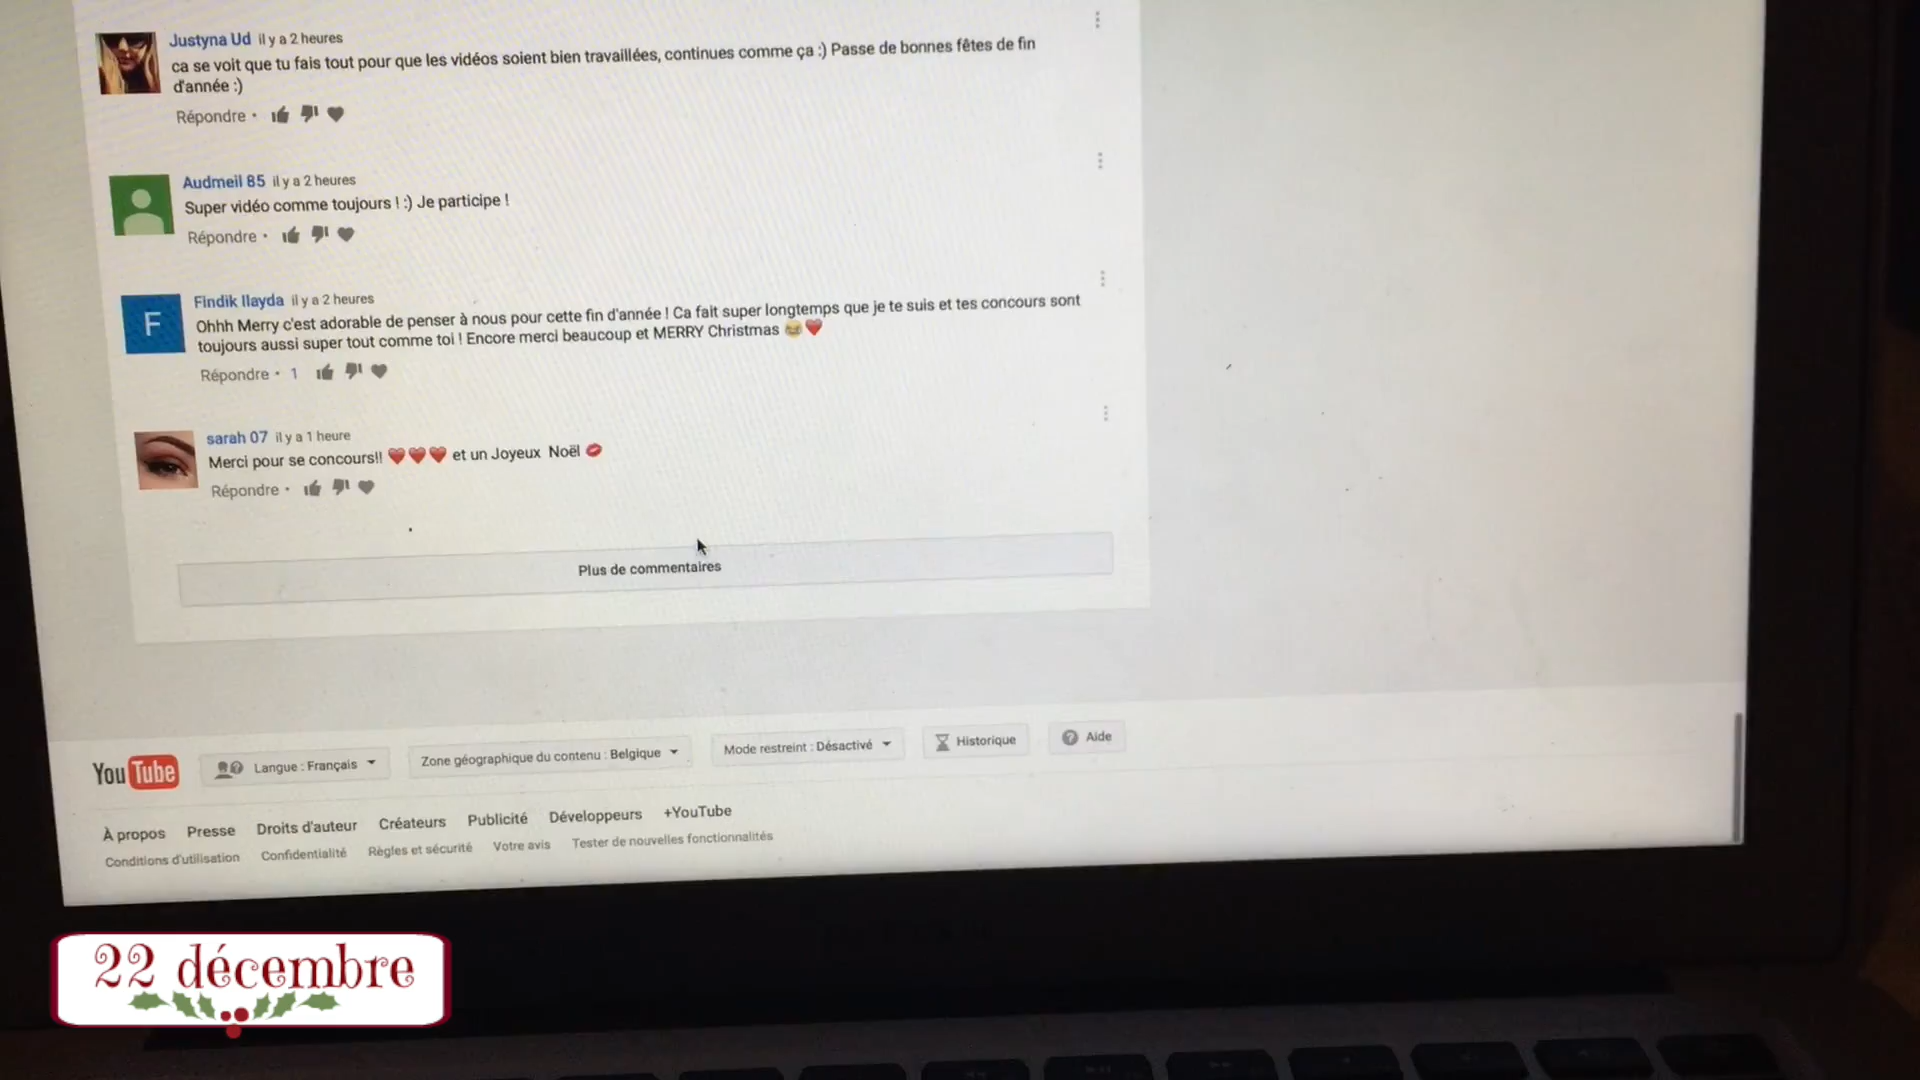 Justyna Ud il y a 2 heures
ca se voit que tu fais tout pour que les vidéos soient bien travaillées, continues comme ça :) Passe de bonnes fêtes de fin
d'année :)
Répondre •
Audmeil 85 il y a 2 heures
Super vidéo comme toujours ! :) Je participe !
Répondre •
F
Findik Ilayda il y a 2 heures
Ohhh Merry c'est adorable de penser à nous pour cette fin d'année ! Ca fait super longtemps que je te suis et tes concours sont
toujours aussi super tout comme toi ! Encore merci beaucoup et MERRY Christmas 😂❤️
Répondre • 1
sarah 07 il y a 1 heure
Merci pour se concours!! ❤️❤️❤️ et un Joyeux Noël 💋
Répondre •
Plus de commentaires
YouTube
Langue : Français
Zone géographique du contenu : Belgique
Mode restreint : Désactivé
Historique
Aide
À propos Presse Droits d'auteur Créateurs Publicité Développeurs +YouTube
Conditions d'utilisation Confidentialité Règles et sécurité Votre avis Tester de nouvelles fonctionnalités
22 décembre